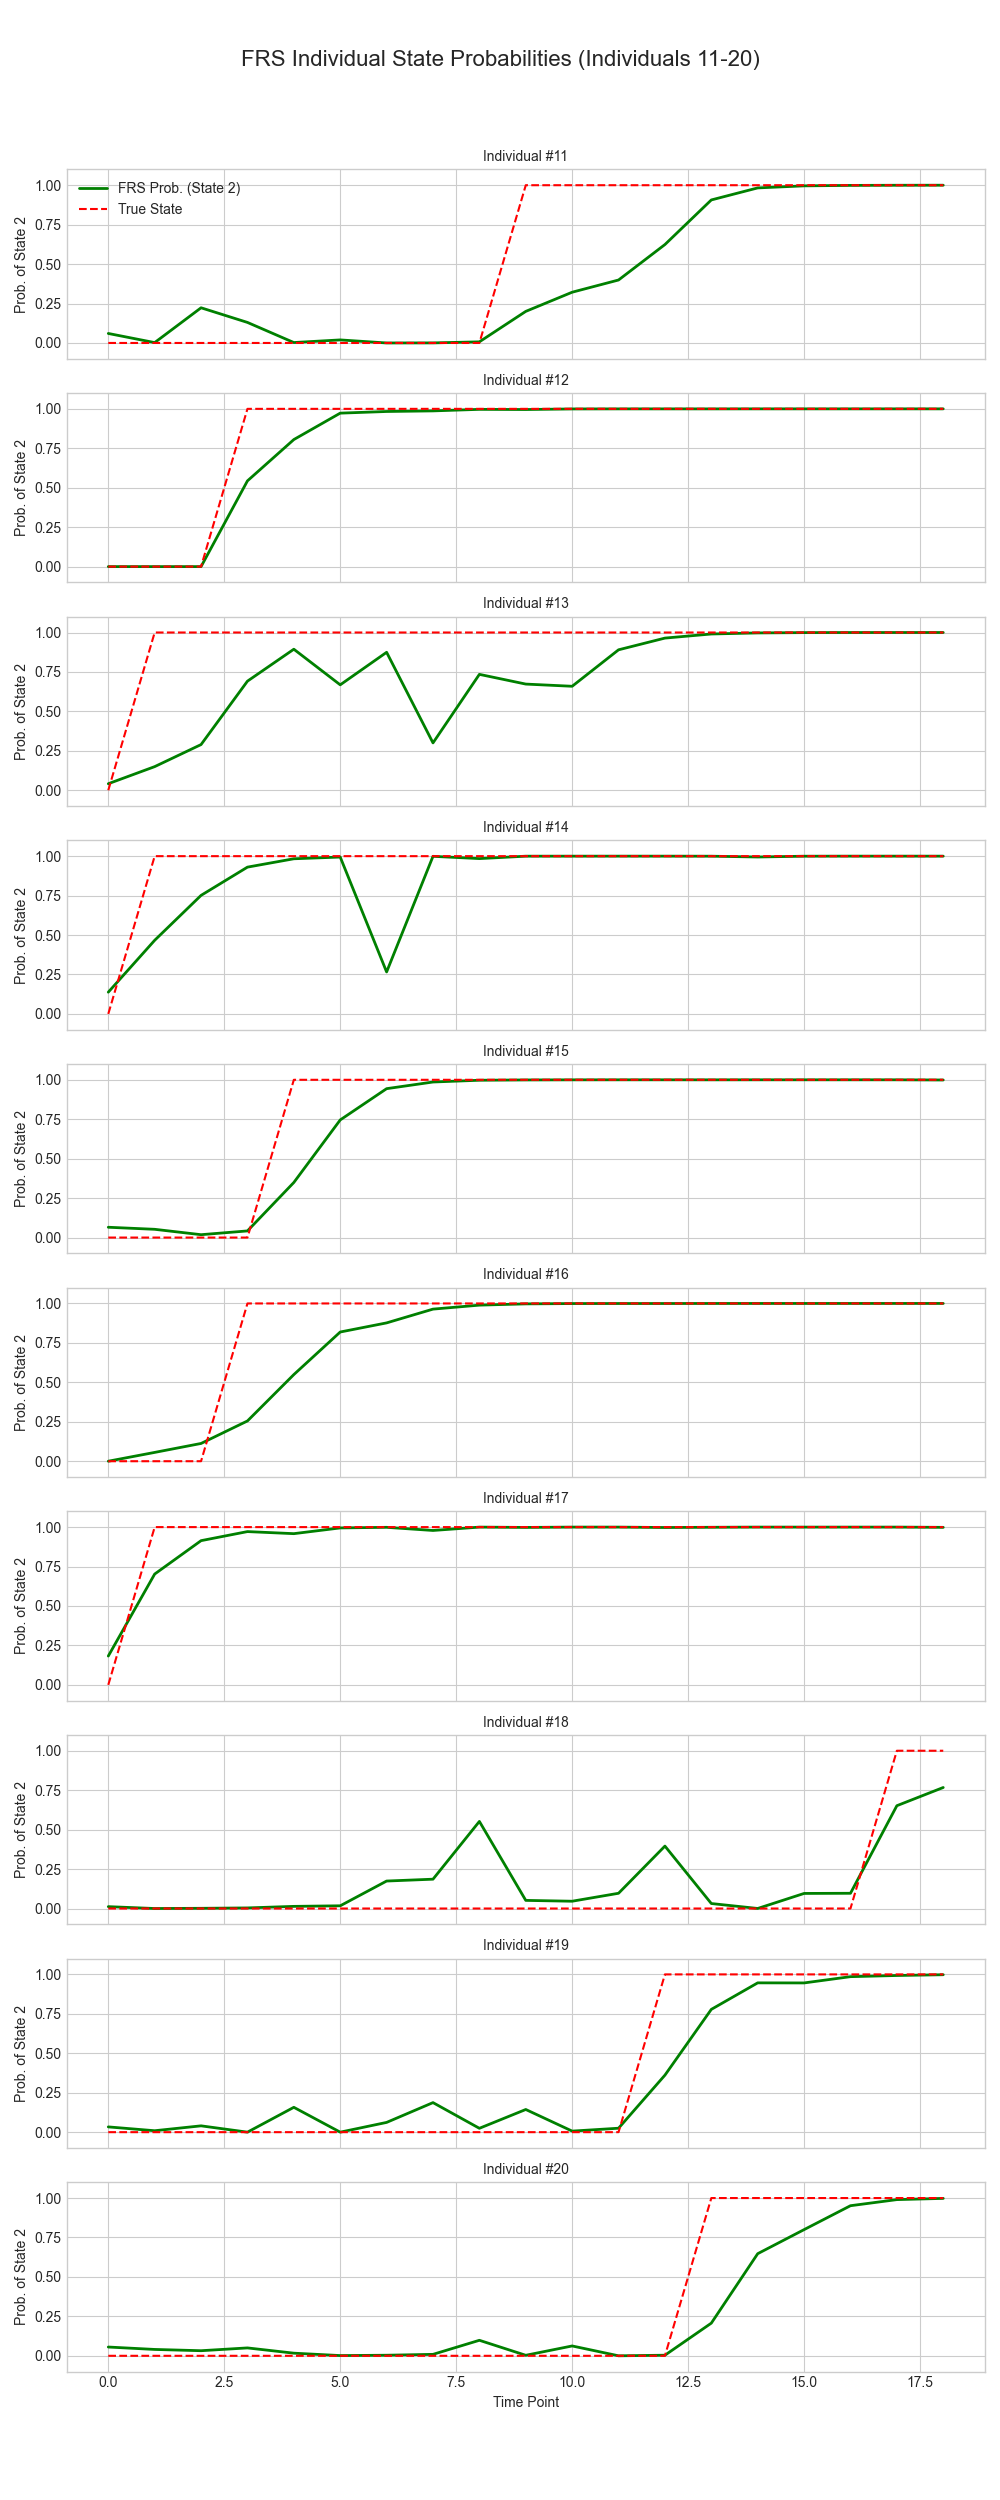 FRS Individual State Probabilities (Individuals 11-20)
Individual #11
FRS Prob. (State 2)
True State
Prob. of State 2
1.00
0.75
0.50
0.25
0.00
Individual #12
Prob. of State 2
1.00
0.75
0.50
0.25
0.00
Individual #13
Prob. of State 2
1.00
0.75
0.50
0.25
0.00
Individual #14
Prob. of State 2
1.00
0.75
0.50
0.25
0.00
Individual #15
Prob. of State 2
1.00
0.75
0.50
0.25
0.00
Individual #16
Prob. of State 2
1.00
0.75
0.50
0.25
0.00
Individual #17
Prob. of State 2
1.00
0.75
0.50
0.25
0.00
Individual #18
Prob. of State 2
1.00
0.75
0.50
0.25
0.00
Individual #19
Prob. of State 2
1.00
0.75
0.50
0.25
0.00
Individual #20
Prob. of State 2
1.00
0.75
0.50
0.25
0.00
0.0 2.5 5.0 7.5 10.0 12.5 15.0 17.5
Time Point